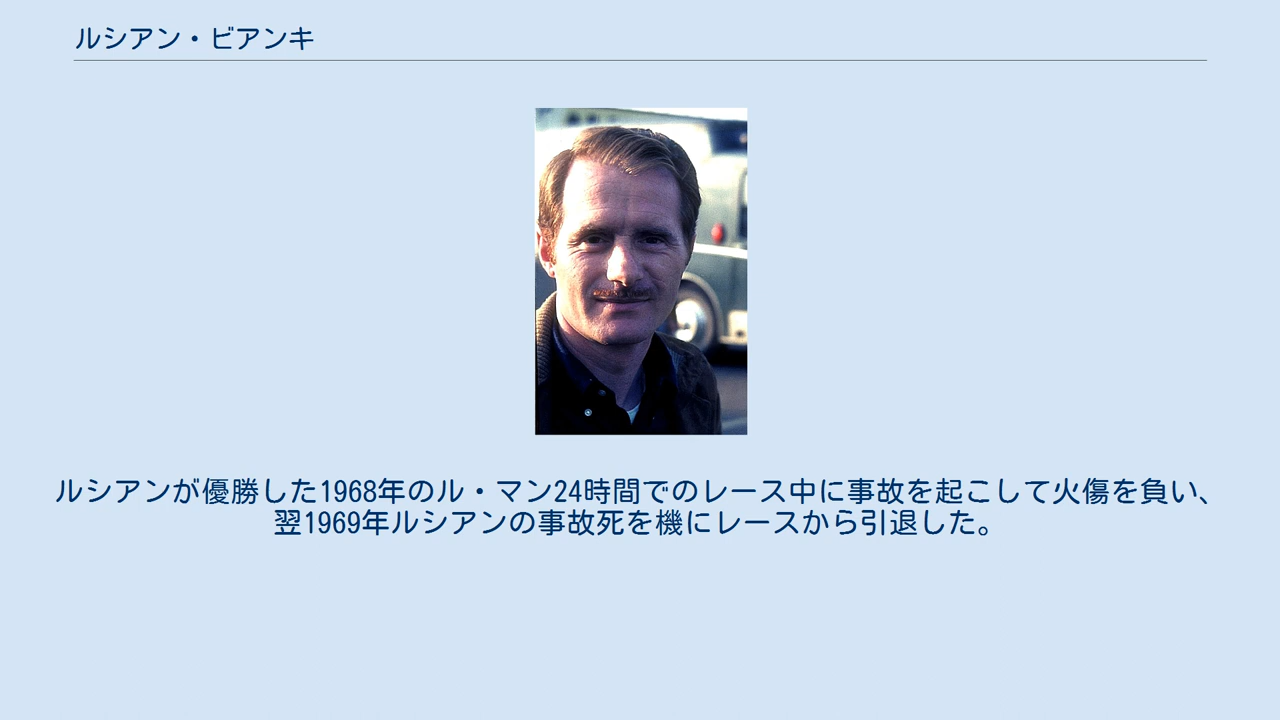 ルシアン・ビアンキ
ルシアンが優勝した1968年のル・マン24時間でのレース中に事故を起こして火傷を負い、
翌1969年ルシアンの事故死を機にレースから引退した。